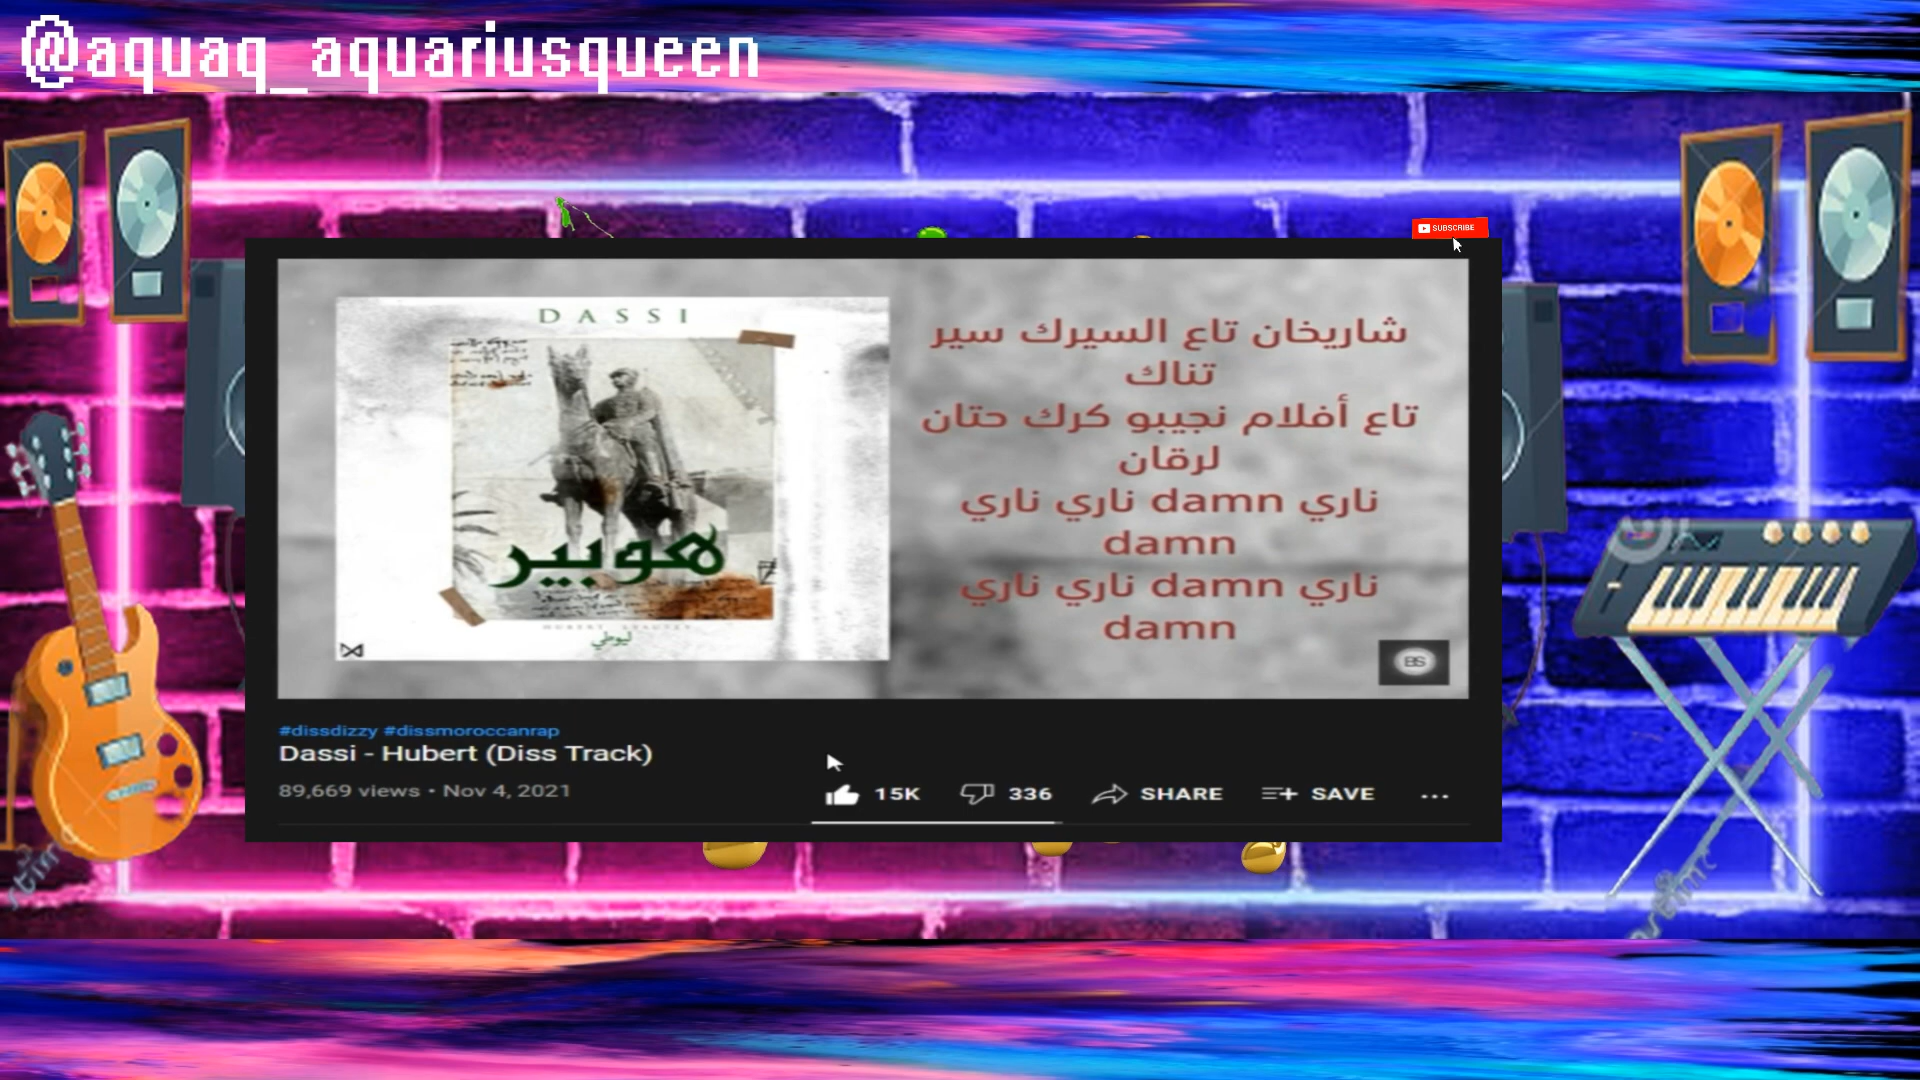 @aquaq_aquariusqueen
SUBSCRIBE
DASSI
هوبير
ليوطي
شاريخان تاع السيرك سير
تناك
تاع أفلام نجيبو كرك حتان
لرقان
ناري damn ناري ناري
damn
ناري damn ناري ناري
damn
BS
#dissdizzy #dissmoroccanrap
Dassi - Hubert (Diss Track)
89,669 views • Nov 4, 2021
15K 336 SHARE SAVE